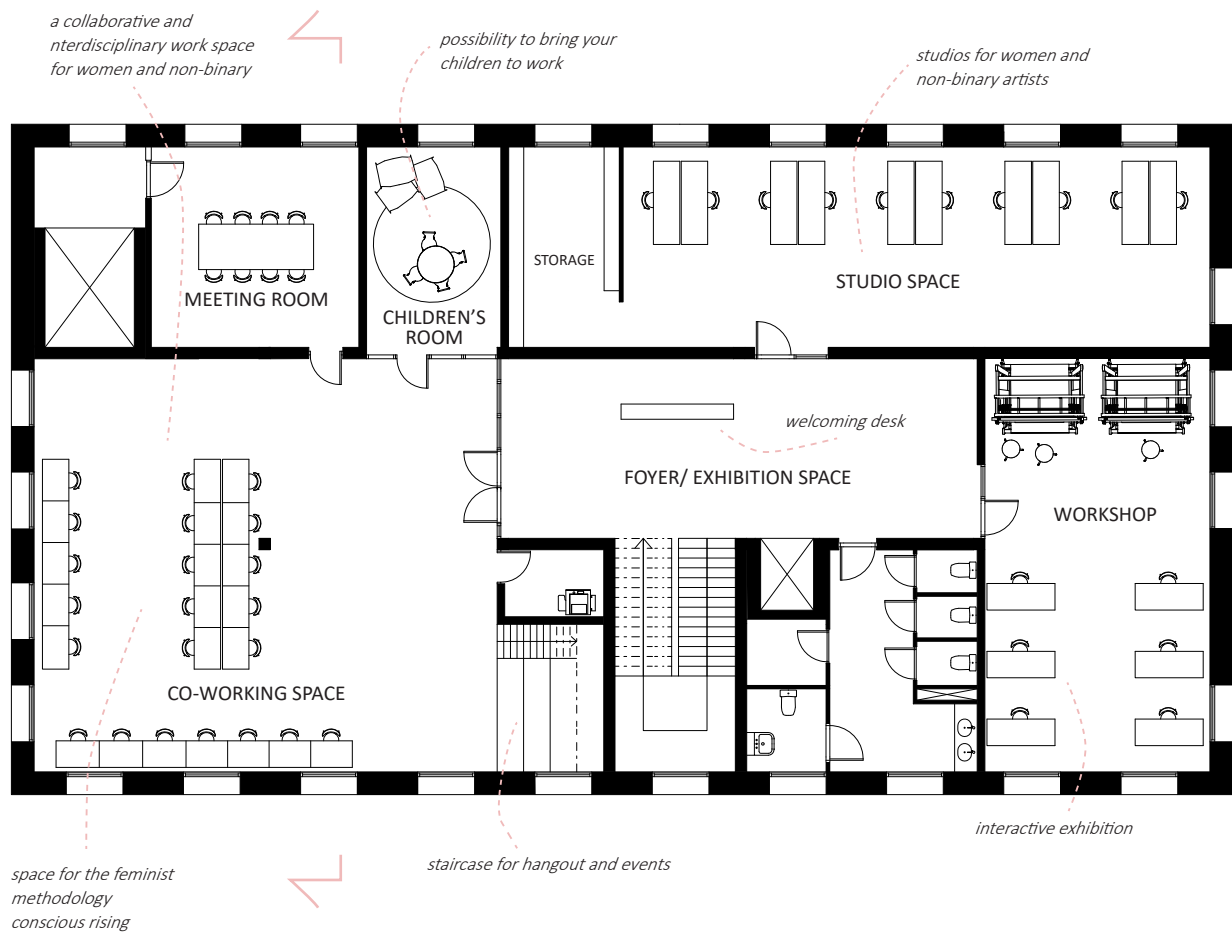 a collaborative and
nterdisciplinary work space
for women and non-binary
possibility to bring your
children to work
studios for women and
non-binary artists
STORAGE
STUDIO SPACE
MEETING ROOM
CHILDREN'S
ROOM
welcoming desk
FOYER/ EXHIBITION SPACE
WORKSHOP
CO-WORKING SPACE
interactive exhibition
staircase for hangout and events
space for the feminist
methodology
conscious rising